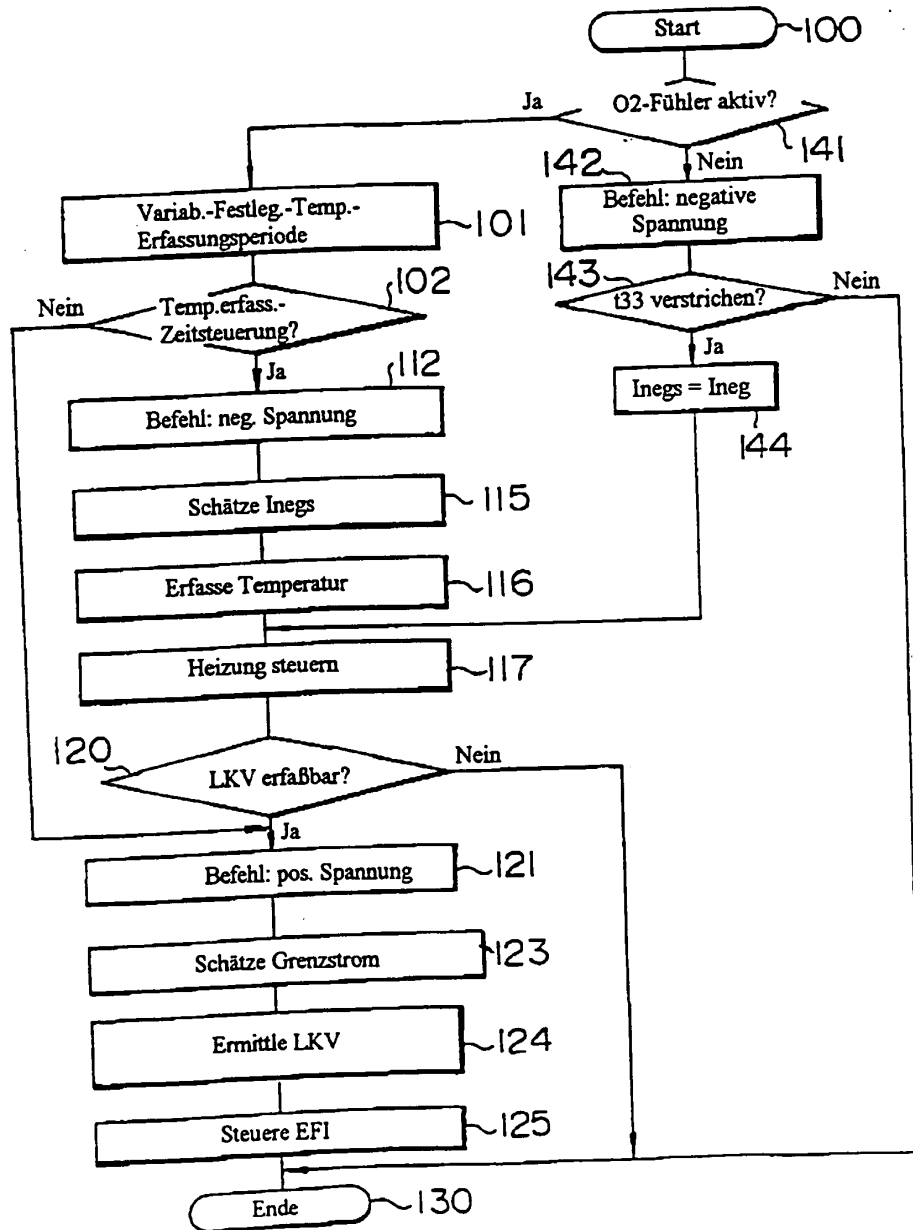 Start
100
O2-Fühler aktiv?
Ja
141
Nein
142
Befehl: negative
Spannung
Variab.-Festleg.-Temp.-
Erfassungsperiode
101
143
t33 verstrichen?
Nein
102
Nein
Temp.erfass.-
Zeitsteuerung?
Ja
Ja
112
Inegs = Ineg
144
Befehl: neg. Spannung
Schätze Inegs
115
Erfasse Temperatur
116
Heizung steuern
117
120
LKV erfaßbar?
Nein
Ja
Befehl: pos. Spannung
121
Schätze Grenzstrom
123
Ermittle LKV
124
Steuere EFI
125
Ende
130